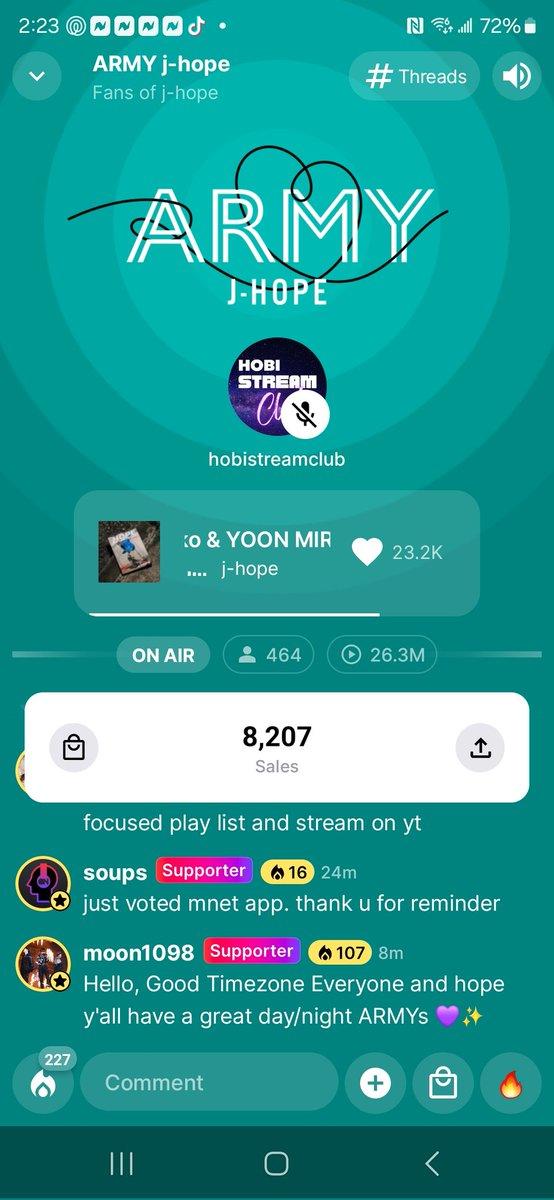 2:23 72%
ARMY j-hope
Fans of j-hope
# Threads
ARMY
J-HOPE
HOBI
STREAM
Cl
hobistreamclub
ko & YOON MIR
.... j-hope
23.2K
ON AIR 464 26.3M
8,207
Sales
focused play list and stream on yt
soups Supporter 16 24m
just voted mnet app. thank u for reminder
moon1098 Supporter 107 8m
Hello, Good Timezone Everyone and hope
y'all have a great day/night ARMYs 💜✨
227
Comment